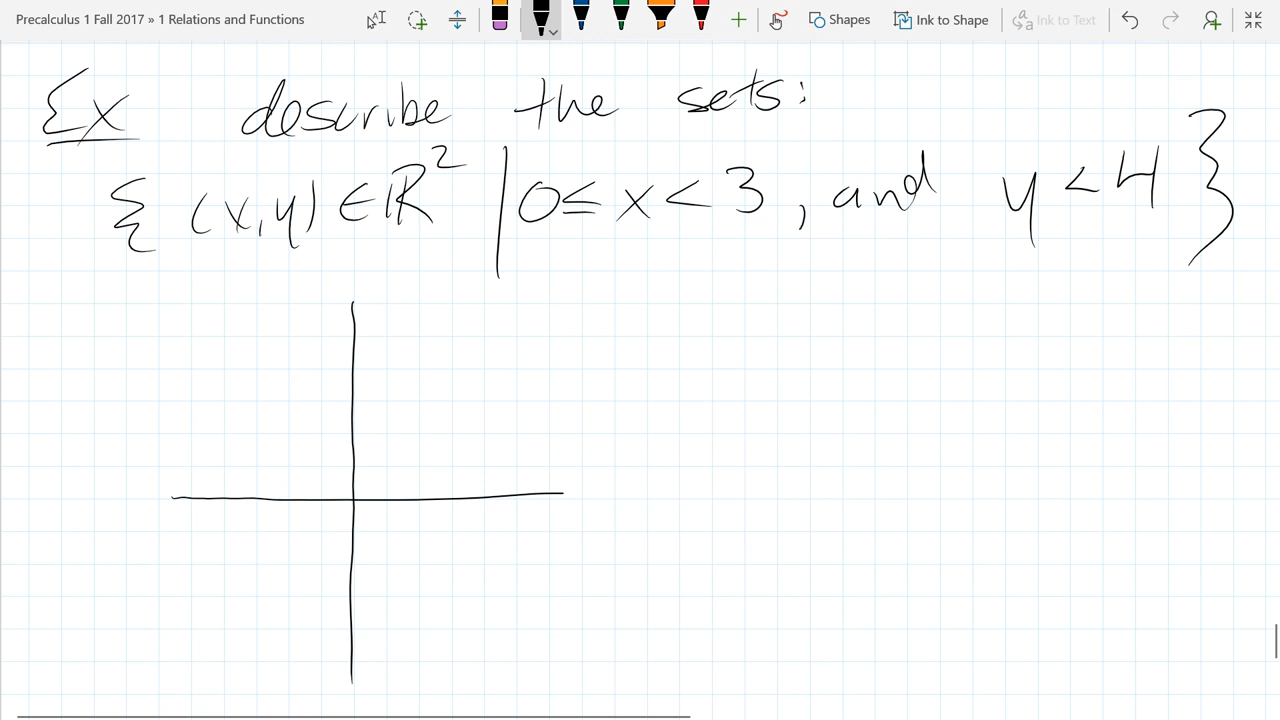 Precalculus 1 Fall 2017 » 1 Relations and Functions Shapes Ink to Shape Ink to Text
Ex describe the sets:
{ (x,y) ∈ ℝ² | 0 ≤ x < 3, and y < 4 }